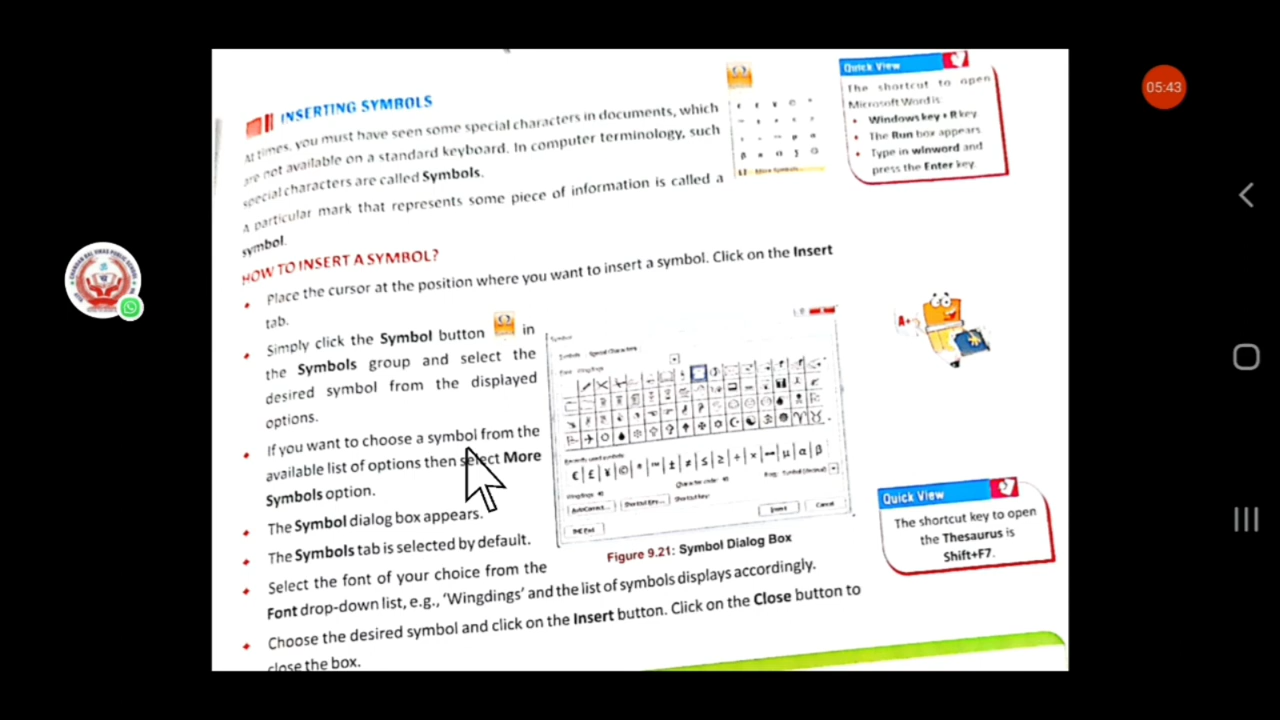 05:43
INSERTING SYMBOLS
At times, you must have seen some special characters in documents, which
are not available on a standard keyboard. In computer terminology, such
special characters are called Symbols.
A particular mark that represents some piece of information is called a
symbol.
Quick View
The shortcut to open
Microsoft Word is:
• Windows key + R key
• The Run box appears
• Type in winword and
press the Enter key.
HOW TO INSERT A SYMBOL?
Place the cursor at the position where you want to insert a symbol. Click on the Insert
tab.
Simply click the Symbol button in
the Symbols group and select the
desired symbol from the displayed
options.
If you want to choose a symbol from the
available list of options then select More
Symbols option.
The Symbol dialog box appears.
The Symbols tab is selected by default.
Select the font of your choice from the
Font drop-down list, e.g., 'Wingdings' and the list of symbols displays accordingly.
Choose the desired symbol and click on the Insert button. Click on the Close button to
close the box.
Figure 9.21: Symbol Dialog Box
A+
Quick View
The shortcut key to open
the Thesaurus is
Shift+F7.